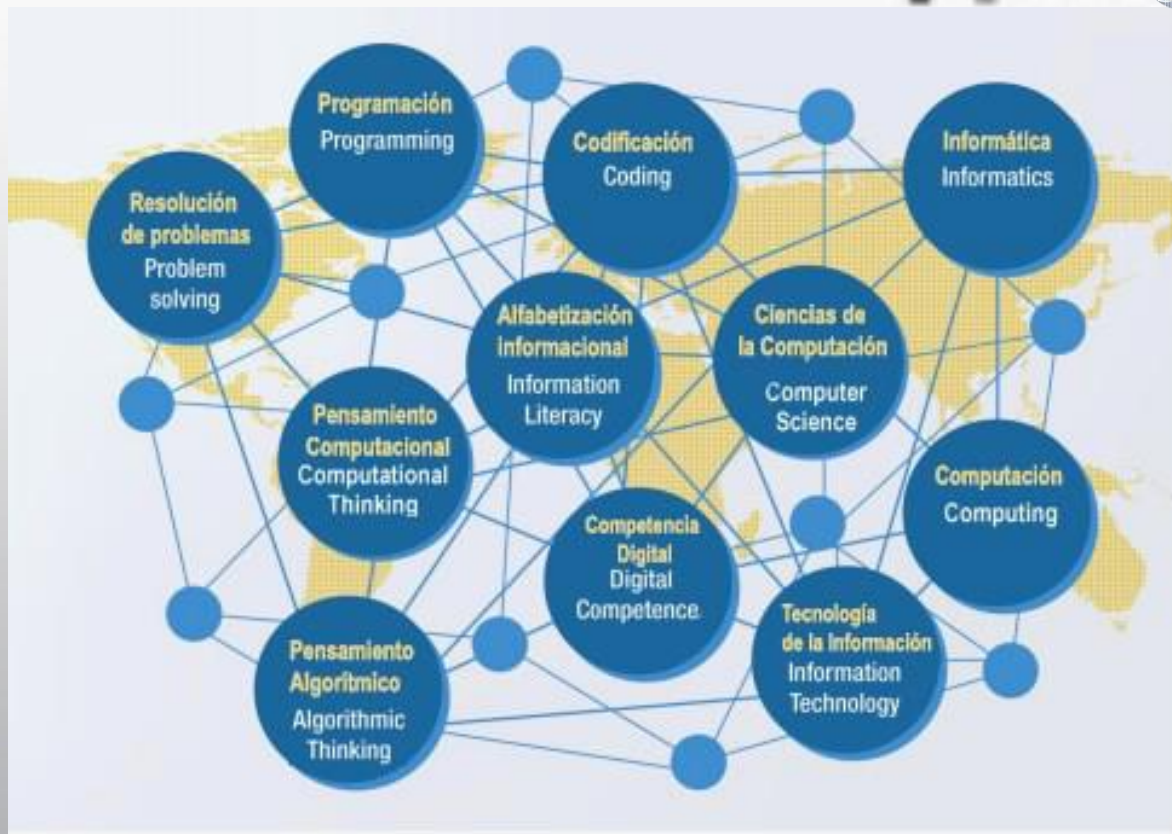 Programación
Programming
Codificación
Coding
Informática
Informatics
Resolución
de problemas
Problem
solving
Alfabetización
informacional
Information
Literacy
Ciencias de
la Computación
Computer
Science
Pensamiento
Computacional
Computational
Thinking
Computación
Computing
Competencia
Digital
Digital
Competence
Tecnología
de la Información
Information
Technology
Pensamiento
Algorítmico
Algorithmic
Thinking